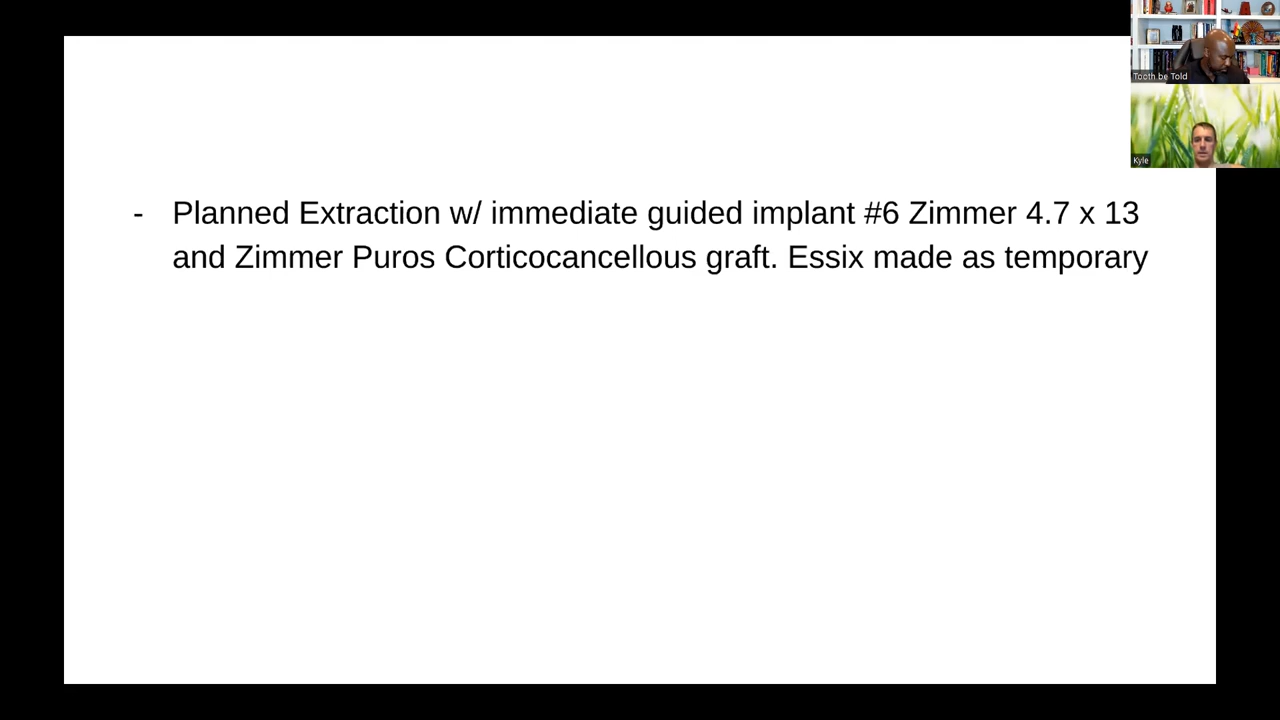 Tooth be Told
Kyle
- Planned Extraction w/ immediate guided implant #6 Zimmer 4.7 x 13
and Zimmer Puros Corticocancellous graft. Essix made as temporary